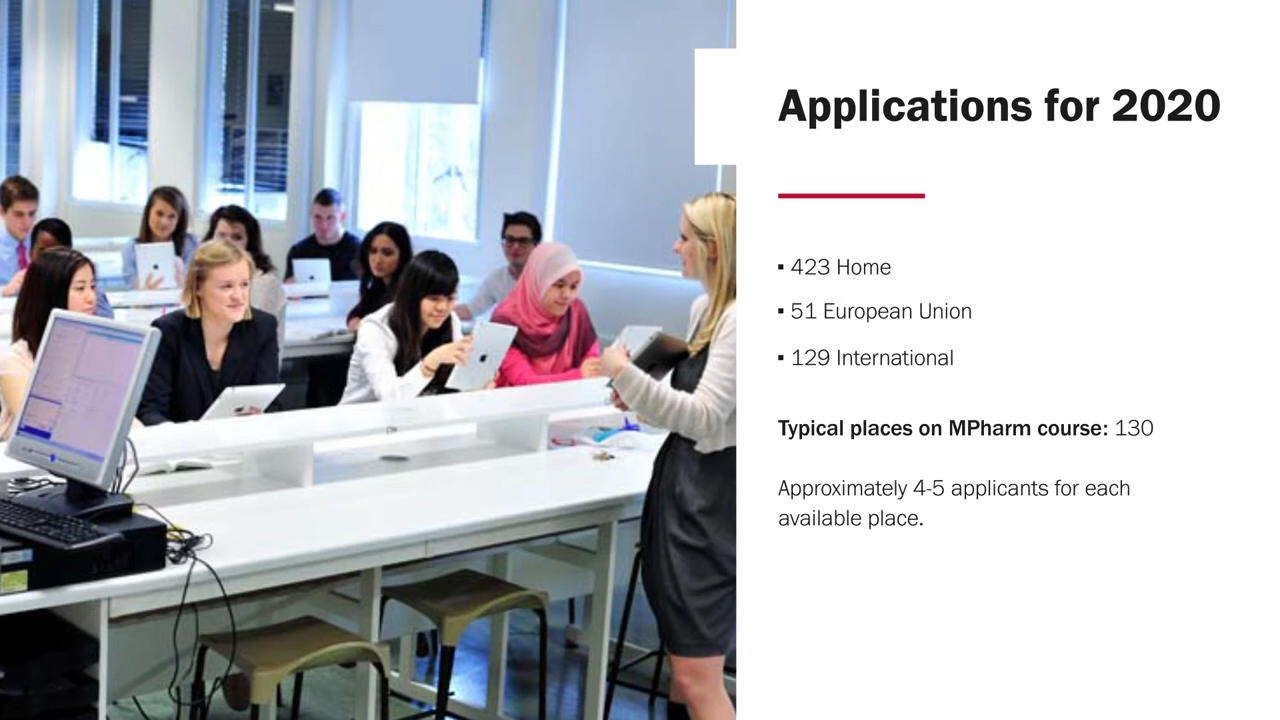 Applications for 2020
▪ 423 Home
▪ 51 European Union
▪ 129 International
Typical places on MPharm course: 130
Approximately 4-5 applicants for each
available place.